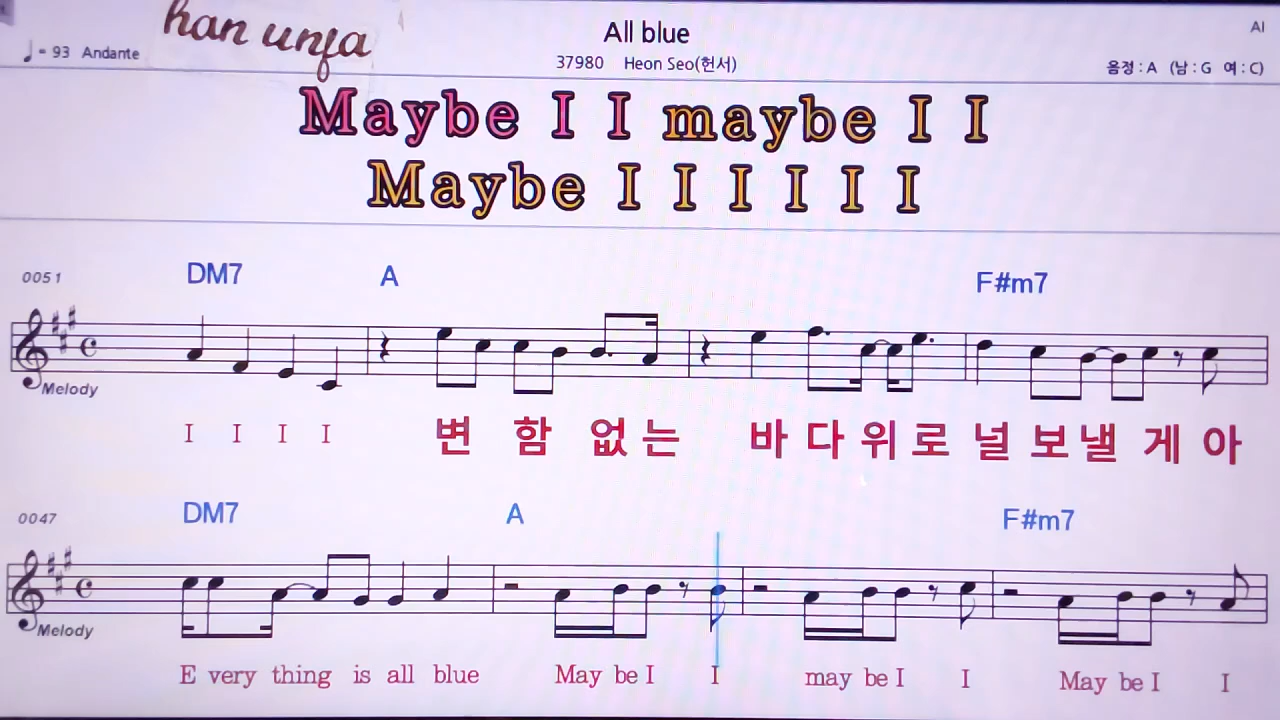 han unja
All blue
AI
♩= 93 Andante
37980 Heon Seo(헌서)
음정 : A (남 : G 여 : C)
Maybe I I maybe I I
Maybe I I I I I I
0051 DM7 A F#m7
Melody
I I I I 변 함 없 는 바 다 위 로 널 보 낼 게 아
0047 DM7 A F#m7
Melody
E very thing is all blue May be I I may be I I May be I I